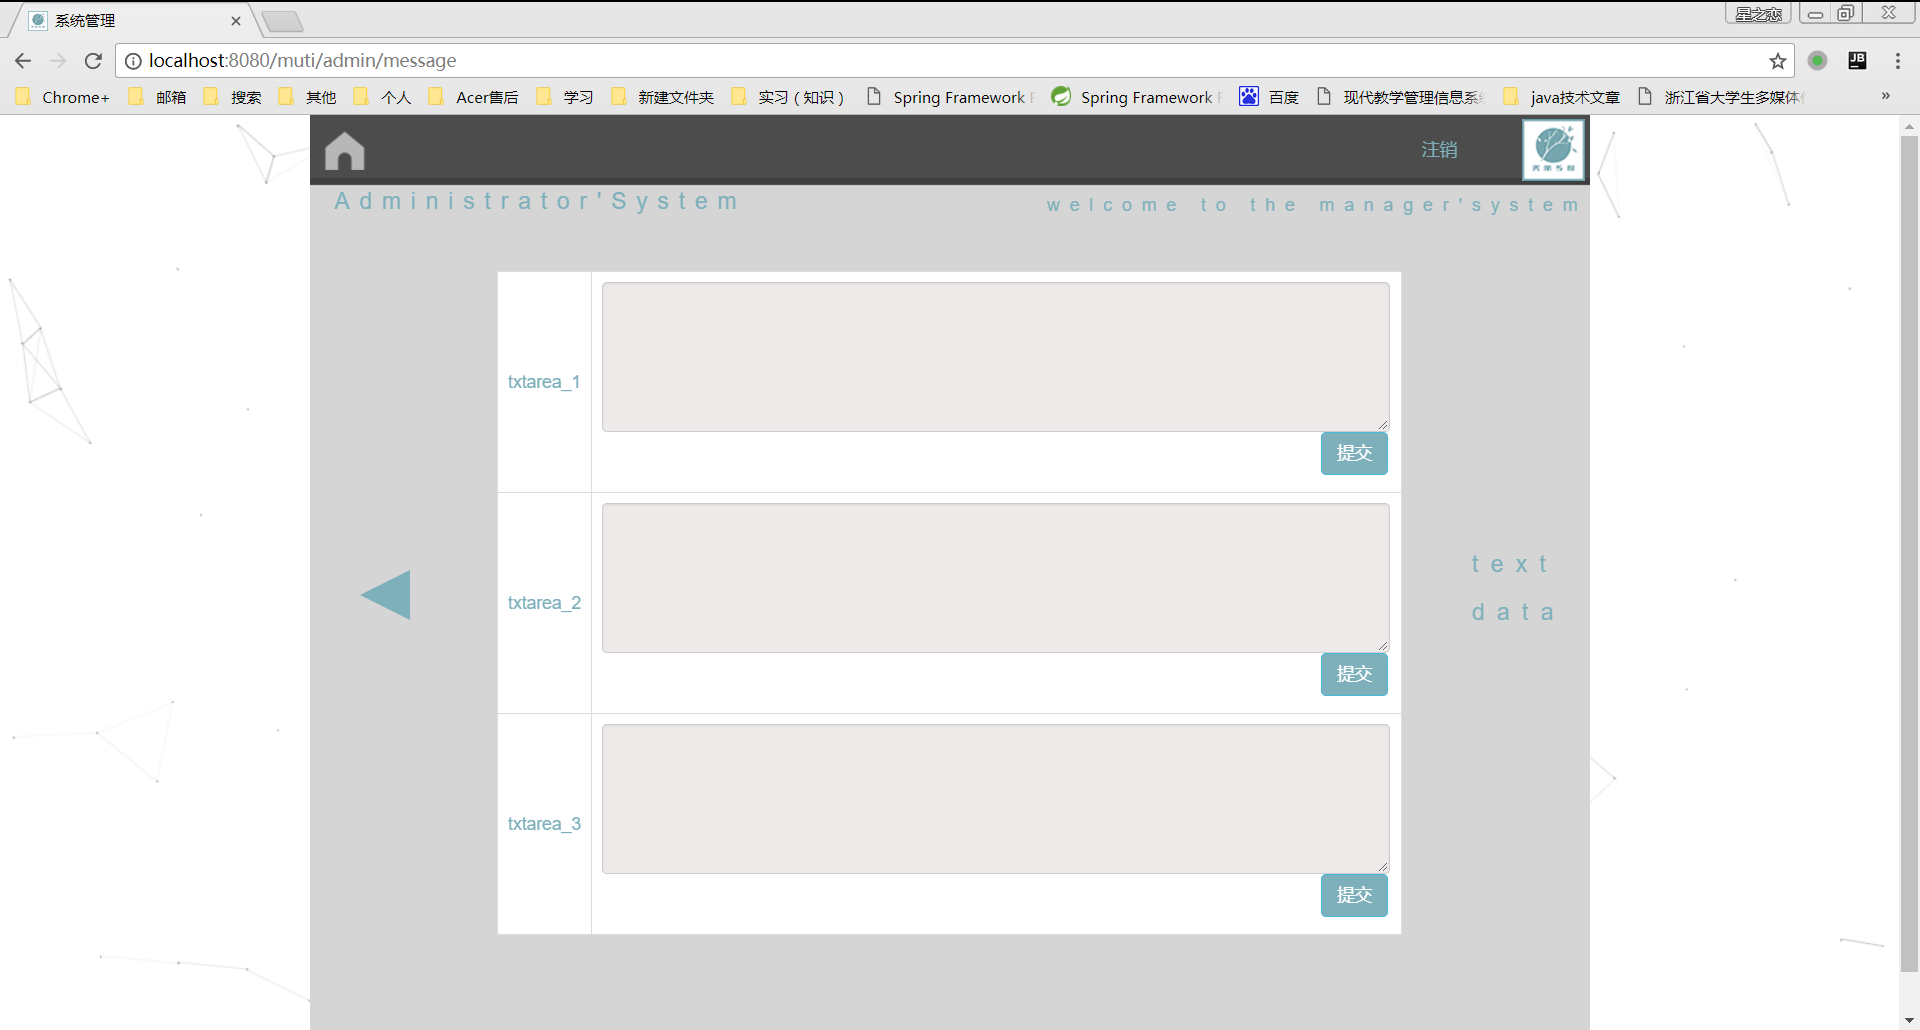 系统管理
星之恋
localhost:8080/muti/admin/message
Chrome+ 邮箱 搜索 其他 个人 Acer售后 学习 新建文件夹 实习（知识） Spring Framework Spring Framework 百度 现代教学管理信息系 java技术文章 浙江省大学生多媒体 »
注销
Administrator'System
welcome to the manager'system
txtarea_1
提交
txtarea_2
提交
text
data
txtarea_3
提交